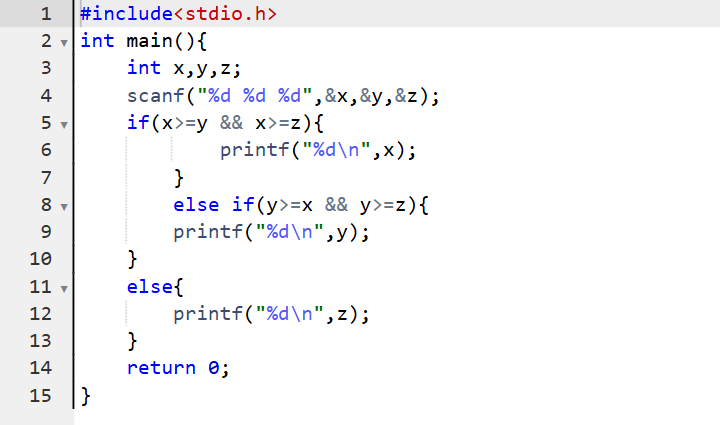 1 #include<stdio.h>
2 int main(){
3     int x,y,z;
4     scanf("%d %d %d",&x,&y,&z);
5     if(x>=y && x>=z){
6             printf("%d\n",x);
7         }
8         else if(y>=x && y>=z){
9         printf("%d\n",y);
10     }
11     else{
12         printf("%d\n",z);
13     }
14     return 0;
15 }